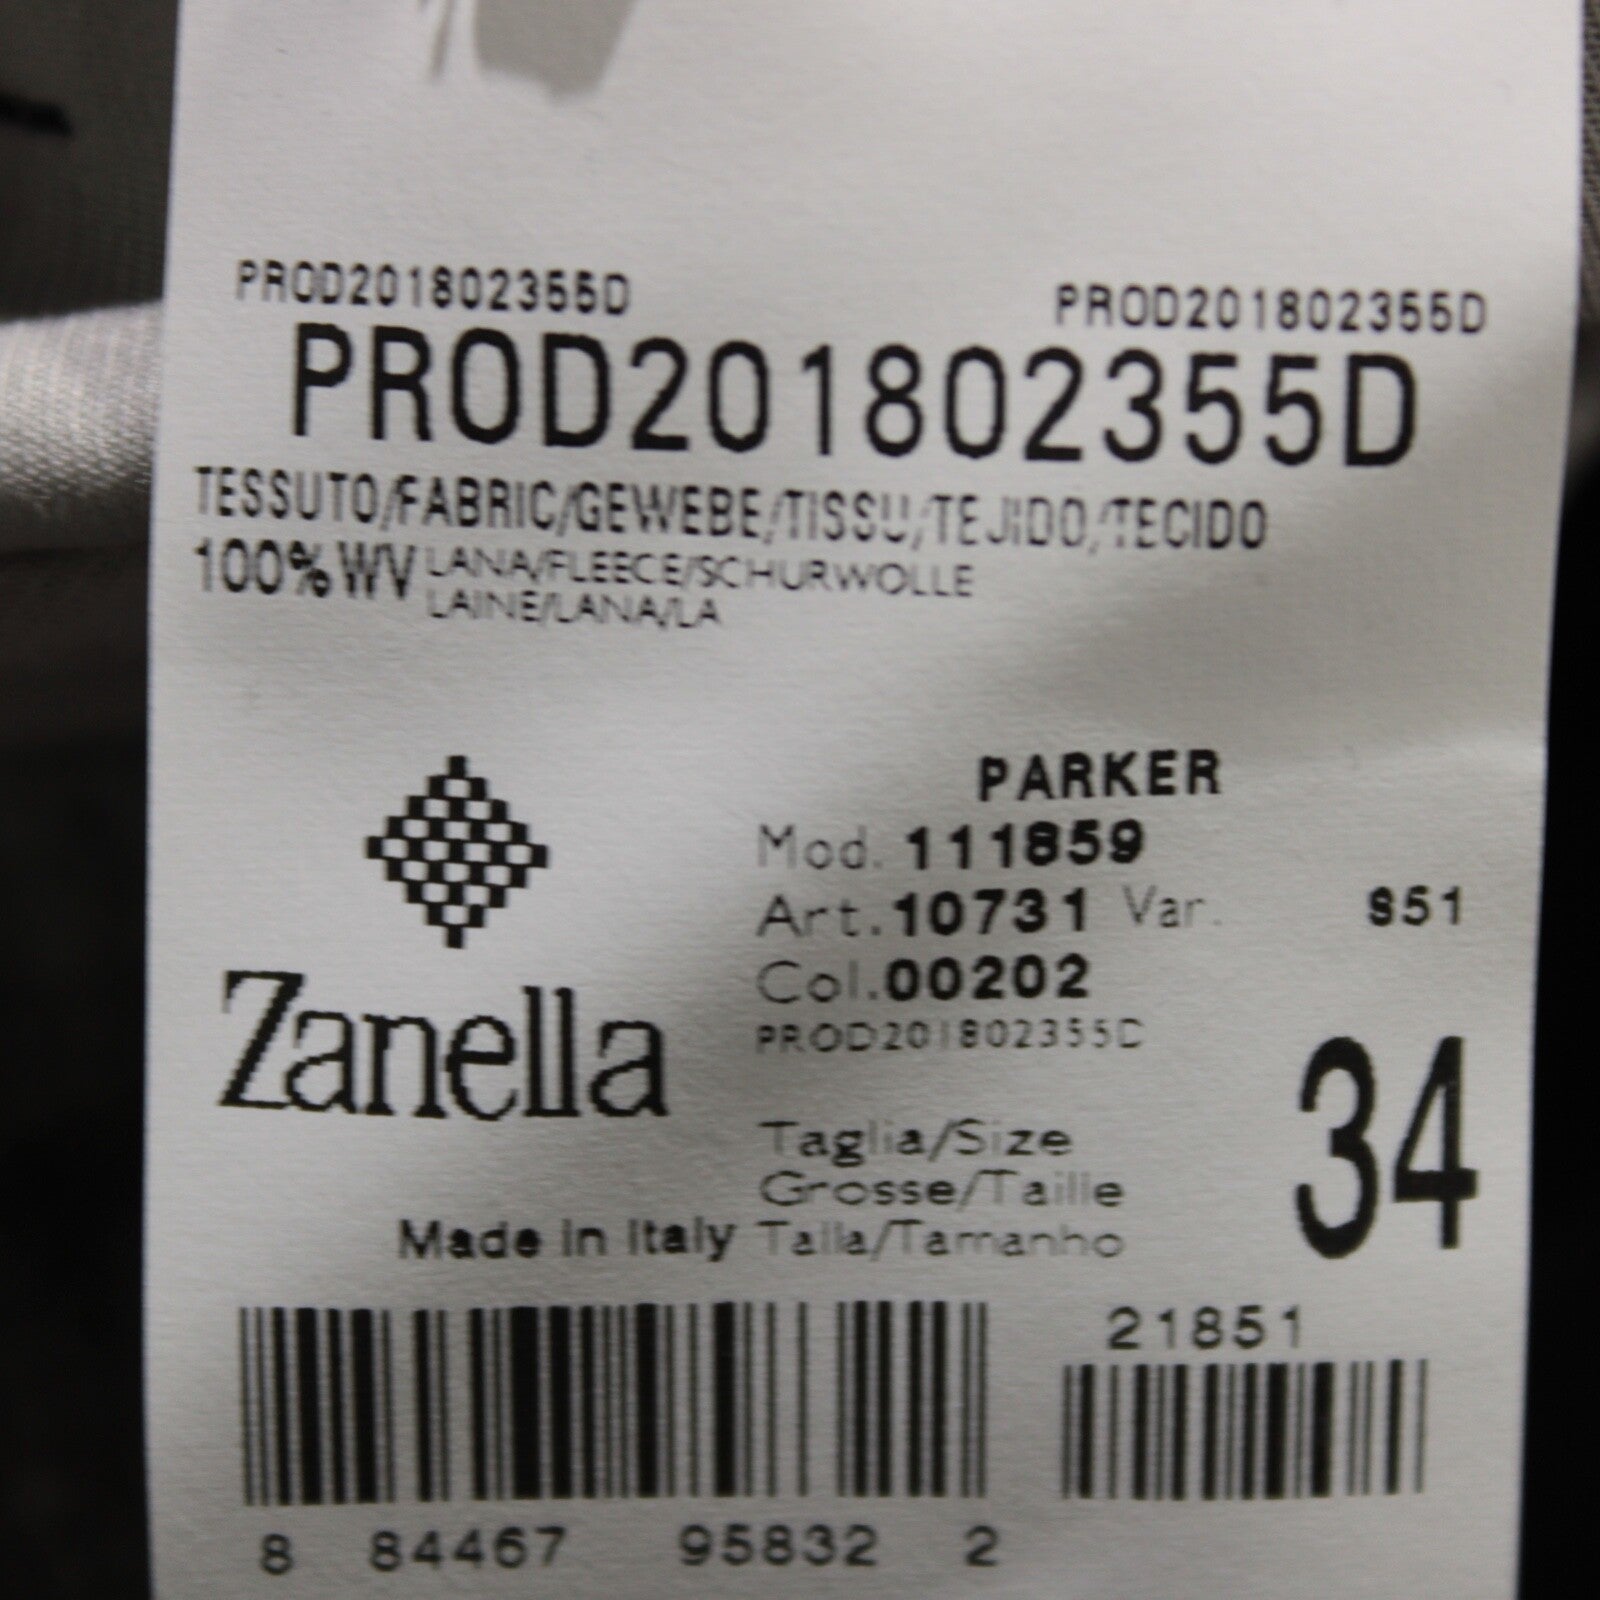 PROD201802355D PROD201802355D
PROD201802355D
TESSUTO/FABRIC/GEWEBE/TISSU/TEJIDO/TECIDO
100% WV LANA/FLEECE/SCHURWOLLE
LAINE/LANA/LA
PARKER
Mod. 111859
Art. 10731 Var. S51
Col. 00202
PROD201802355D
Zanella
34
Taglia/Size
Grosse/Taille
Made in Italy Talla/Tamanho
21851
8 84467 95832 2